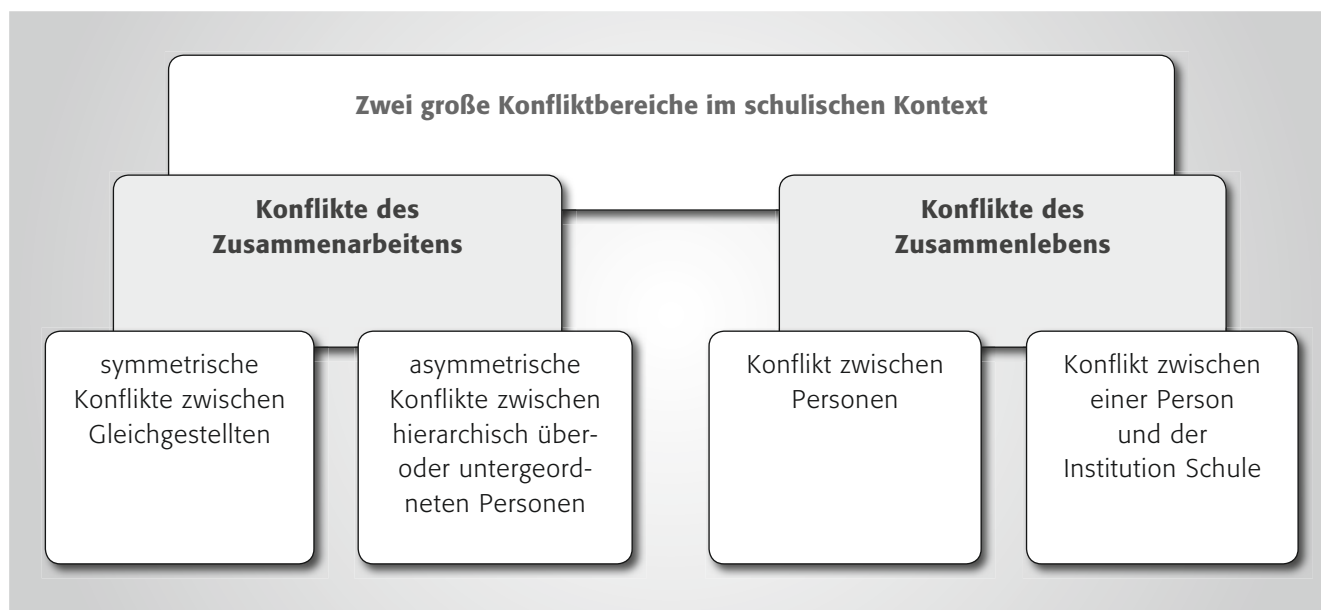 Zwei große Konfliktbereiche im schulischen Kontext
Konflikte des
Zusammenarbeitens
Konflikte des
Zusammenlebens
symmetrische
Konflikte zwischen
Gleichgestellten
asymmetrische
Konflikte zwischen
hierarchisch über-
oder untergeord-
neten Personen
Konflikt zwischen
Personen
Konflikt zwischen
einer Person
und der
Institution Schule